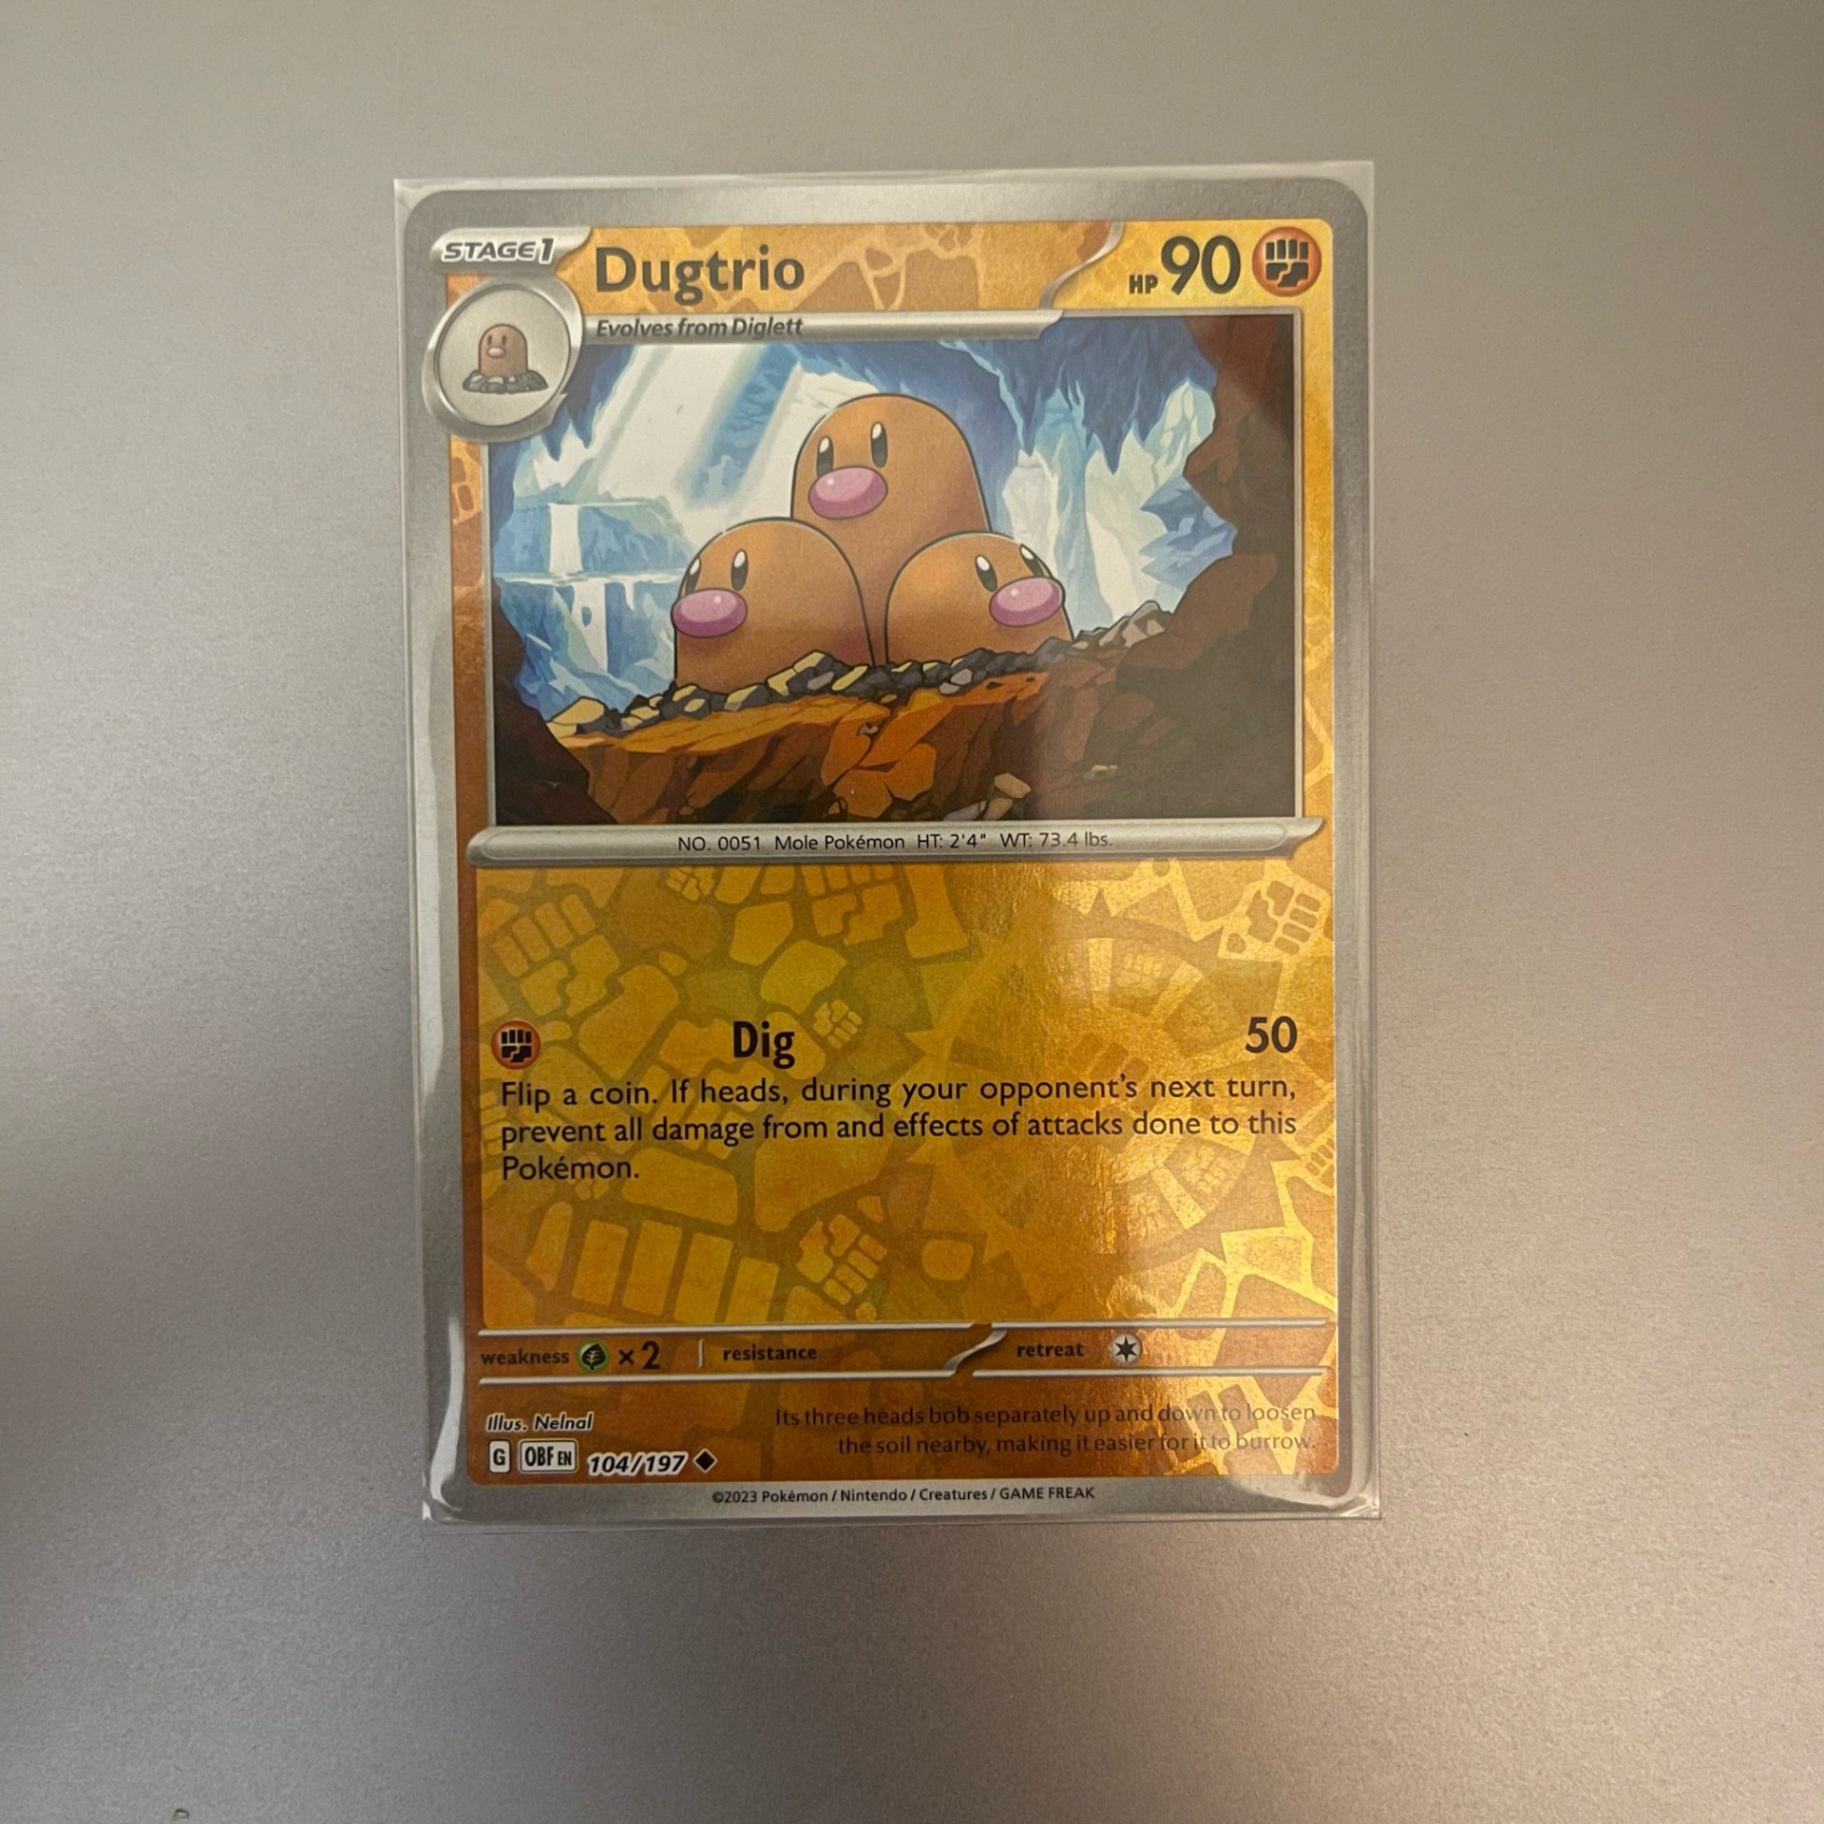 STAGE1
Dugtrio
HP 90
Evolves from Diglett
NO. 0051 Mole Pokémon HT: 2'4" WT: 73.4 lbs.
Dig 50
Flip a coin. If heads, during your opponent's next turn,
prevent all damage from and effects of attacks done to this
Pokémon.
weakness ×2 resistance retreat
Illus. Nelnal
Its three heads bob separately up and down to loosen
the soil nearby, making it easier for it to burrow.
G OBF EN 104/197
©2023 Pokémon / Nintendo / Creatures / GAME FREAK